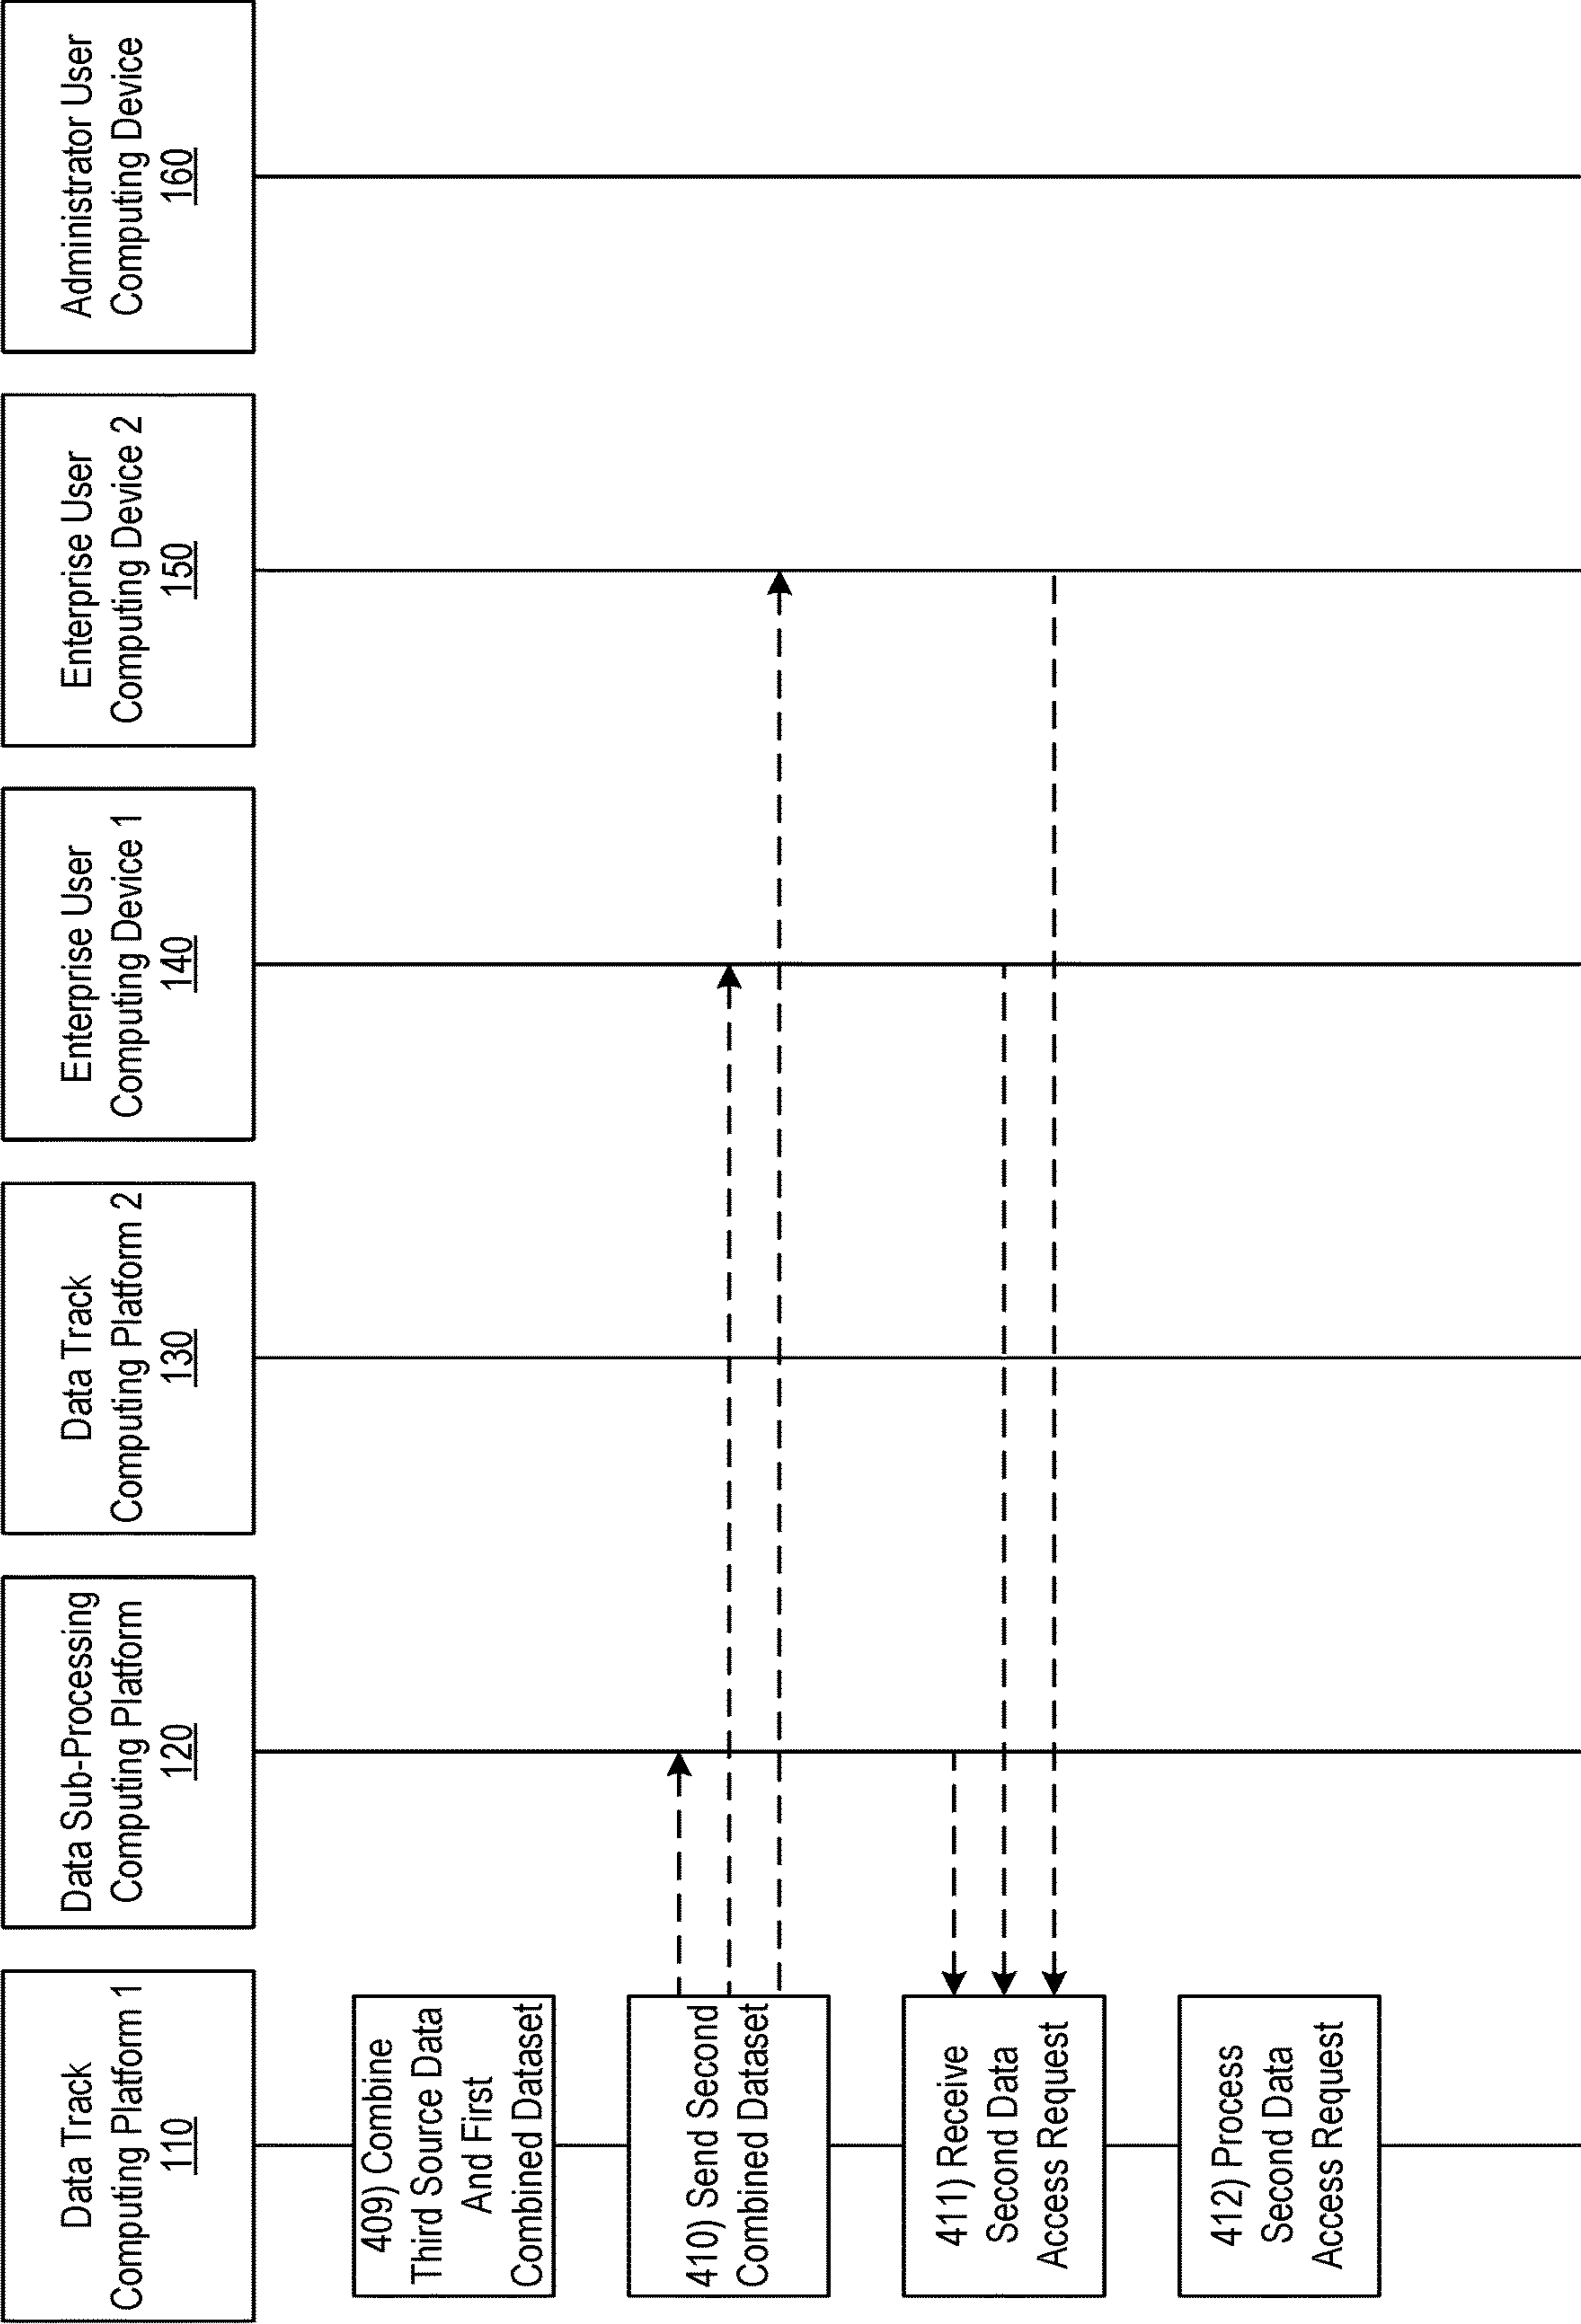 Data Track
Computing Platform 1
110
Data Sub-Processing
Computing Platform
120
Data Track
Computing Platform 2
130
Enterprise User
Computing Device 1
140
Enterprise User
Computing Device 2
150
Administrator User
Computing Device
160
409) Combine
Third Source Data
And First
Combined Dataset
410) Send Second
Combined Dataset
411) Receive
Second Data
Access Request
412) Process
Second Data
Access Request